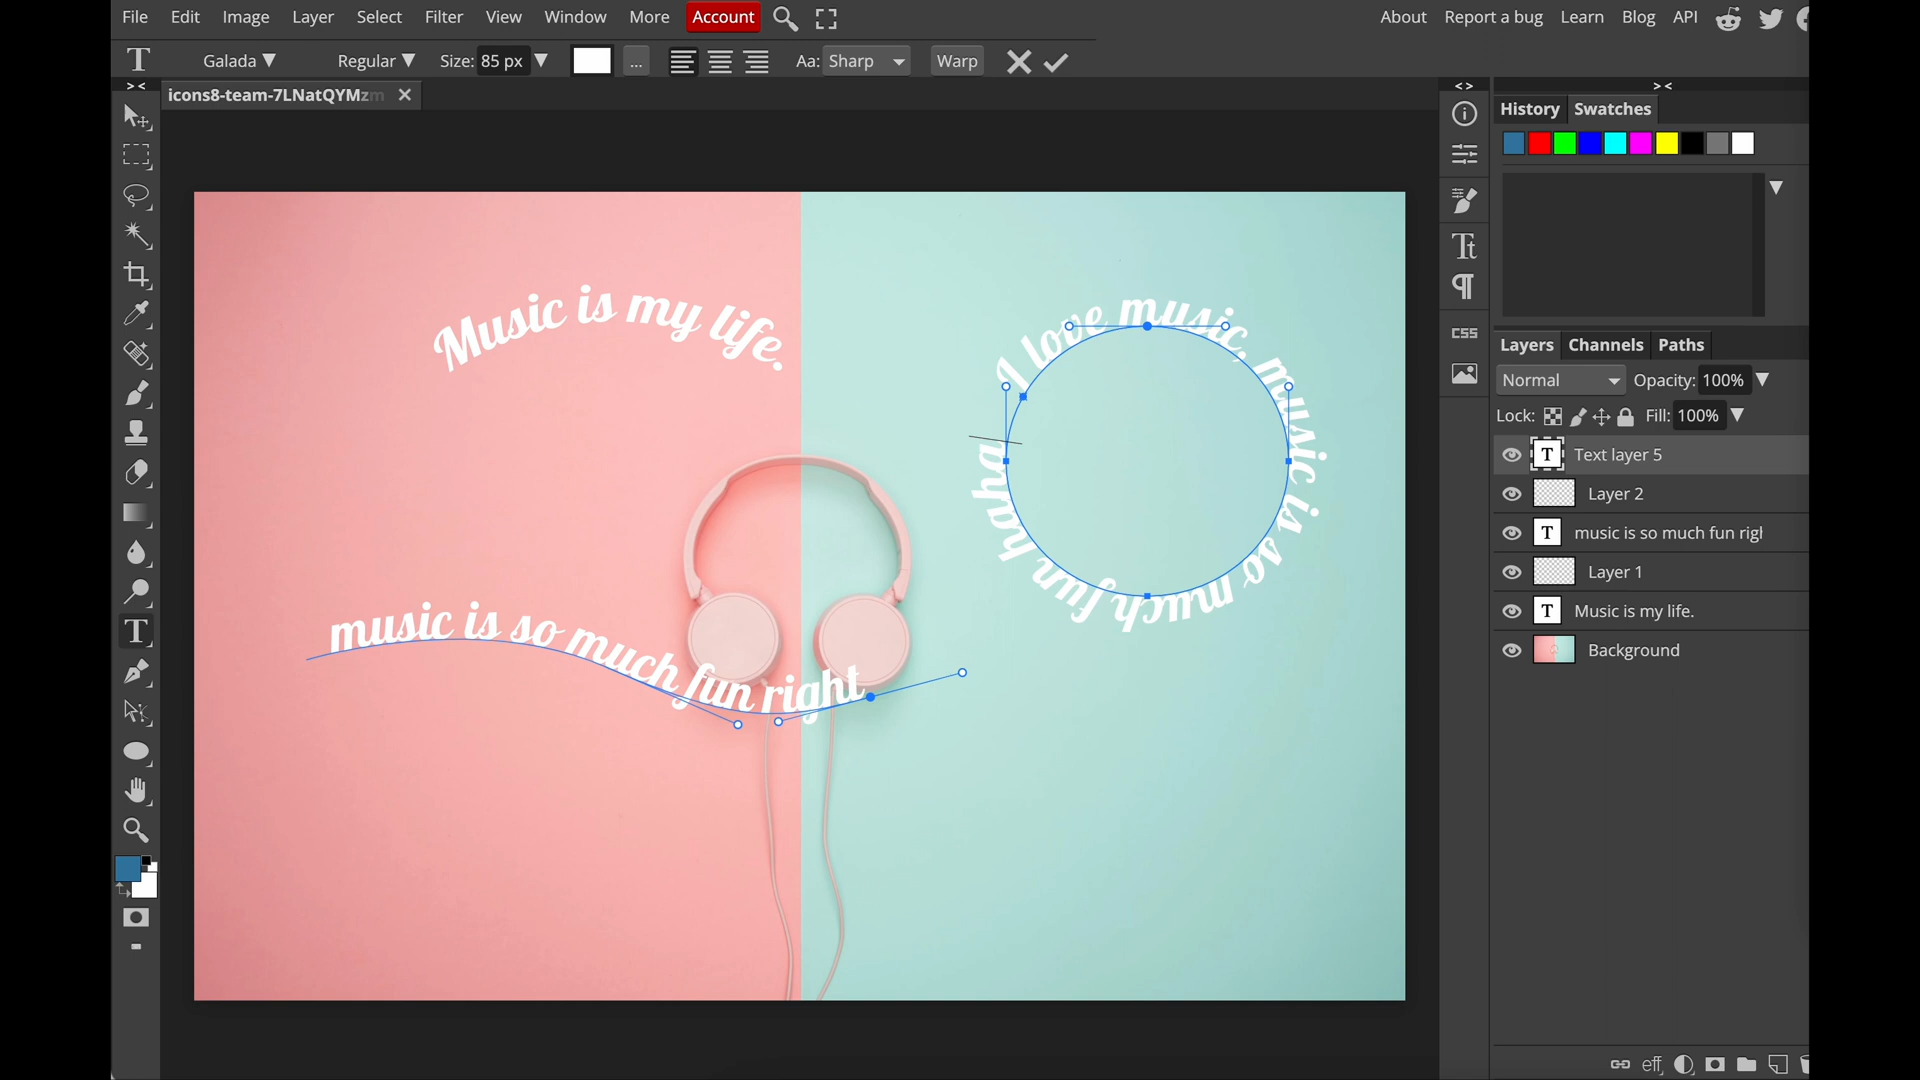 File Edit Image Layer Select Filter View Window More Account About Report a bug Learn Blog API
Galada Regular Size: 85 px ... Aa: Sharp Warp
icons8-team-7LNatQYMzm
History Swatches
CSS
Layers Channels Paths
Normal Opacity: 100%
Lock: Fill: 100%
Text layer 5
Layer 2
music is so much fun rigl
Layer 1
Music is my life.
Background
eff
Music is my life.
I love music. music is so much fun hahah
music is so much fun right